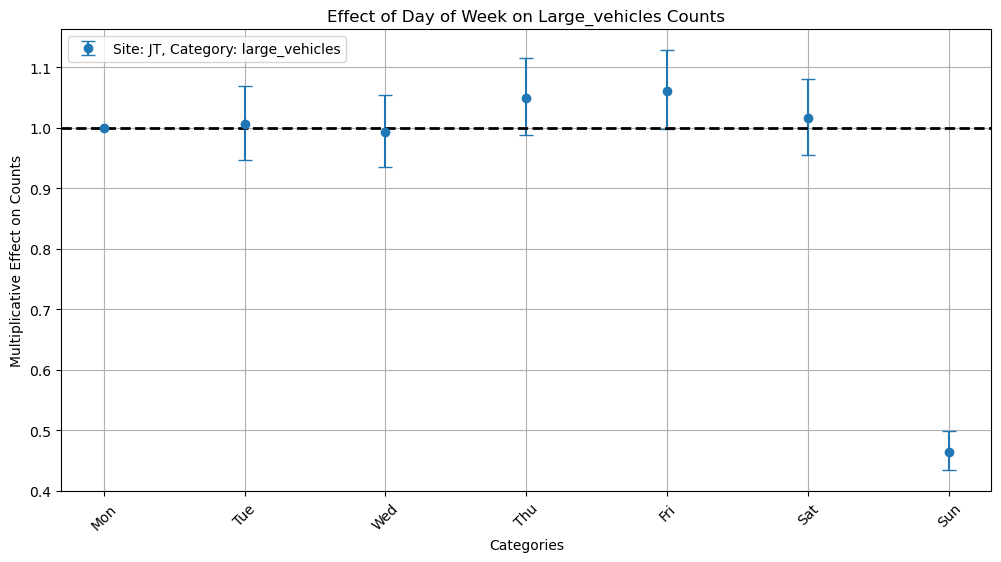 Effect of Day of Week on Large_vehicles Counts
Site: JT, Category: large_vehicles
Multiplicative Effect on Counts
1.1
1.0
0.9
0.8
0.7
0.6
0.5
0.4
Mon
Tue
Wed
Thu
Fri
Sat
Sun
Categories